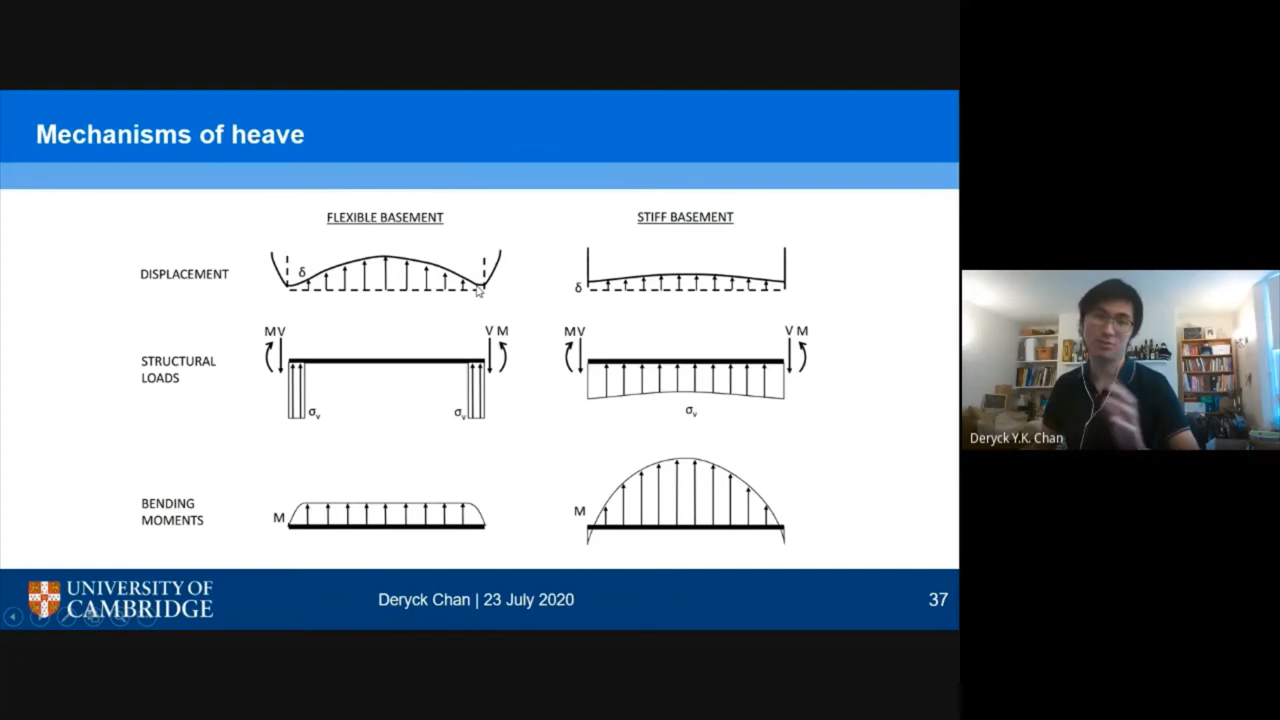 Mechanisms of heave
FLEXIBLE BASEMENT
STIFF BASEMENT
DISPLACEMENT
δ
δ
M V
V M
M V
V M
STRUCTURAL
LOADS
σv
σv
σv
BENDING
MOMENTS
M
M
UNIVERSITY OF
CAMBRIDGE
Deryck Chan | 23 July 2020
37
Deryck Y.K. Chan